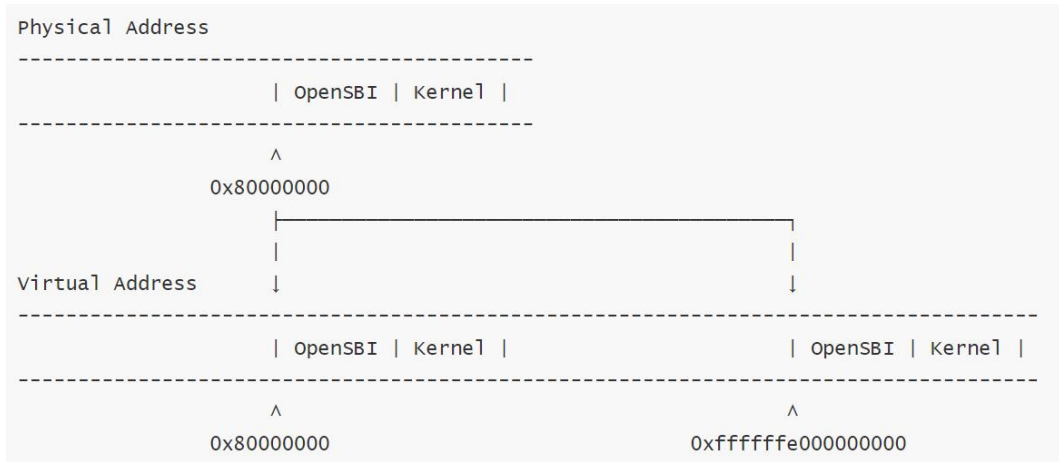 Physical Address
-------------------------------------------
| OpenSBI | Kernel |
-------------------------------------------
^
0x80000000
├──────────────────────────────────────────┐
| |
Virtual Address ↓ ↓
-------------------------------------------------------------------------------------
| OpenSBI | Kernel | | OpenSBI | Kernel |
-------------------------------------------------------------------------------------
^ ^
0x80000000 0xffffffe000000000